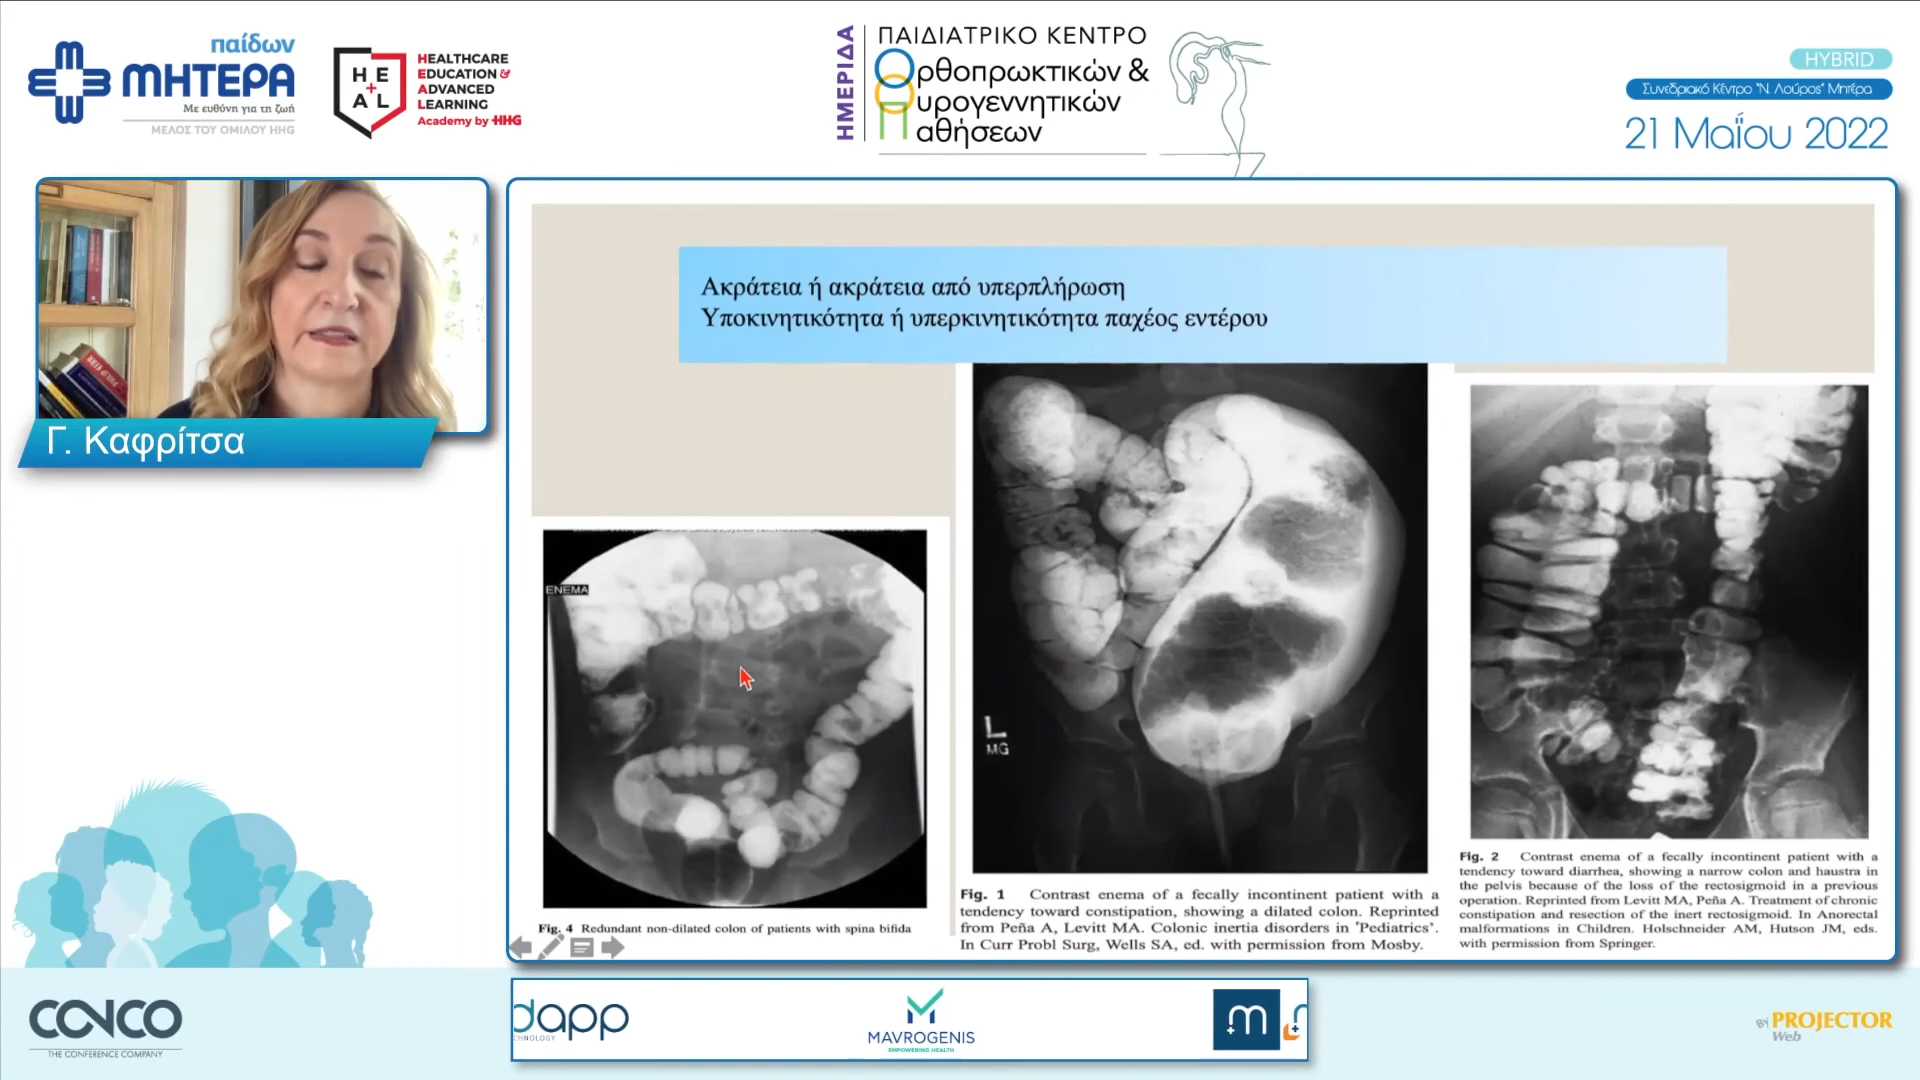 παίδων
ΜΗΤΕΡΑ
Με ευθύνη για τη ζωή
ΜΕΛΟΣ ΤΟΥ ΟΜΙΛΟΥ HHG
HE
AL
HEALTHCARE
EDUCATION &
ADVANCED
LEARNING
Academy by HHG
ΗΜΕΡΙΔΑ
ΠΑΙΔΙΑΤΡΙΚΟ ΚΕΝΤΡΟ
Ορθοπρωκτικών &
Ουρογεννητικών
Παθήσεων
HYBRID
Συνεδριακό Κέντρο "Ν. Λούρος" Μητέρα
21 Μαΐου 2022
Γ. Καφρίτσα
Ακράτεια ή ακράτεια από υπερπλήρωση
Υποκινητικότητα ή υπερκινητικότητα παχέος εντέρου
ENEMA
Fig. 4 Redundant non-dilated colon of patients with spina bifida
L
MG
Fig. 1 Contrast enema of a fecally incontinent patient with a
tendency toward constipation, showing a dilated colon. Reprinted
from Peña A, Levitt MA. Colonic inertia disorders in 'Pediatrics'.
In Curr Probl Surg, Wells SA, ed. with permission from Mosby.
Fig. 2 Contrast enema of a fecally incontinent patient with a
tendency toward diarrhea, showing a narrow colon and haustra in
the pelvis because of the loss of the rectosigmoid in a previous
operation. Reprinted from Levitt MA, Peña A. Treatment of chronic
constipation and resection of the inert rectosigmoid. In Anorectal
malformations in Children. Holschneider AM, Hutson JM, eds.
with permission from Springer.
CONCO
THE CONFERENCE COMPANY
dapp
CHNOLOGY
MAVROGENIS
EMPOWERING HEALTH
m
BY PROJECTOR
Web